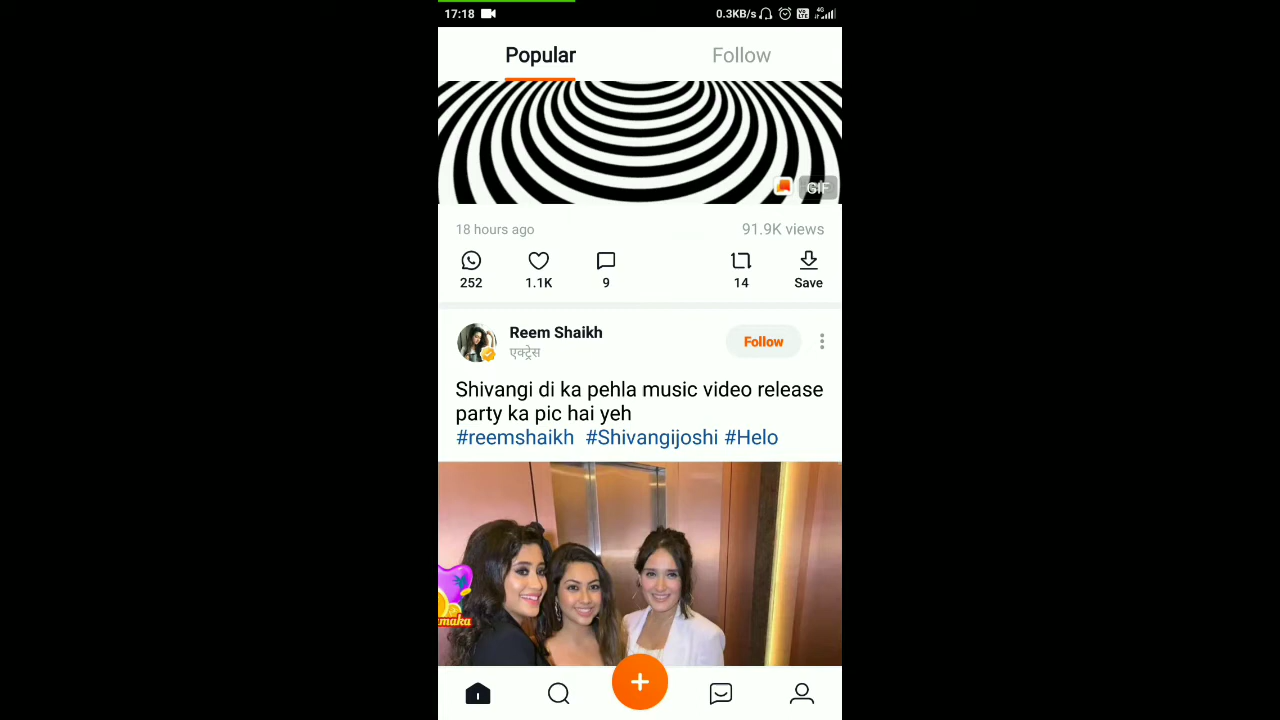 17:18 0.3KB/s 4G
Popular Follow
GIF
18 hours ago 91.9K views
252 1.1K 9 14 Save
Reem Shaikh
एक्ट्रेस
Follow
Shivangi di ka pehla music video release
party ka pic hai yeh
#reemshaikh #Shivangijoshi #Helo
maka